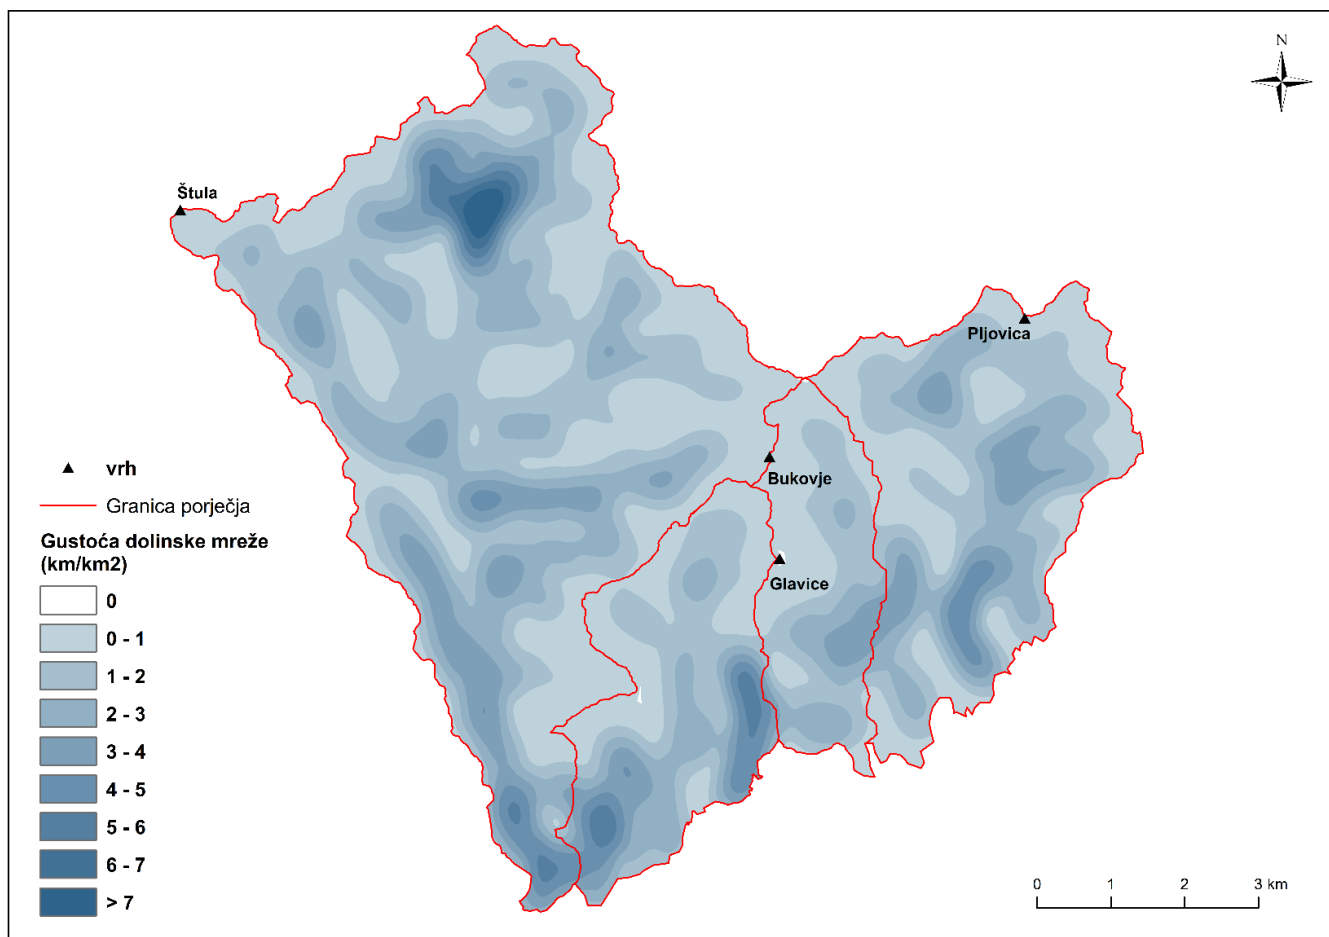 N
Štula
Pljovica
Bukovje
Glavice
vrh
Granica porječja
Gustoća dolinske mreže
(km/km2)
0
0 - 1
1 - 2
2 - 3
3 - 4
4 - 5
5 - 6
6 - 7
> 7
0 1 2 3 km